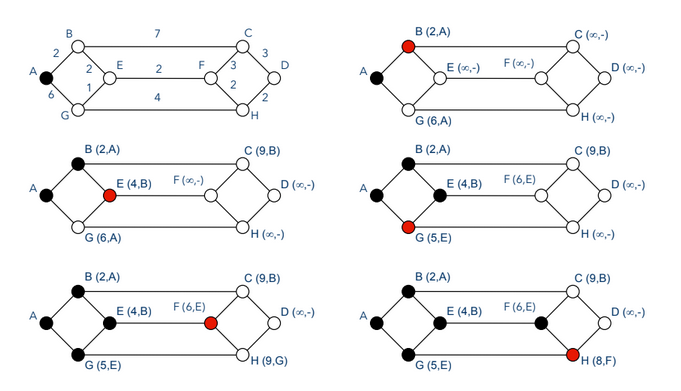 B 7 C
2 3
A 2 E 2 F 3 D
6 1 2 2
G 4 H
B (2,A) C (∞,-)
A E (∞,-) F (∞,-) D (∞,-)
G (6,A) H (∞,-)
B (2,A) C (9,B)
A E (4,B) F (∞,-) D (∞,-)
G (6,A) H (∞,-)
B (2,A) C (9,B)
A E (4,B) F (6,E) D (∞,-)
G (5,E) H (∞,-)
B (2,A) C (9,B)
A E (4,B) F (6,E) D (∞,-)
G (5,E) H (9,G)
B (2,A) C (9,B)
A E (4,B) F (6,E) D (∞,-)
G (5,E) H (8,F)